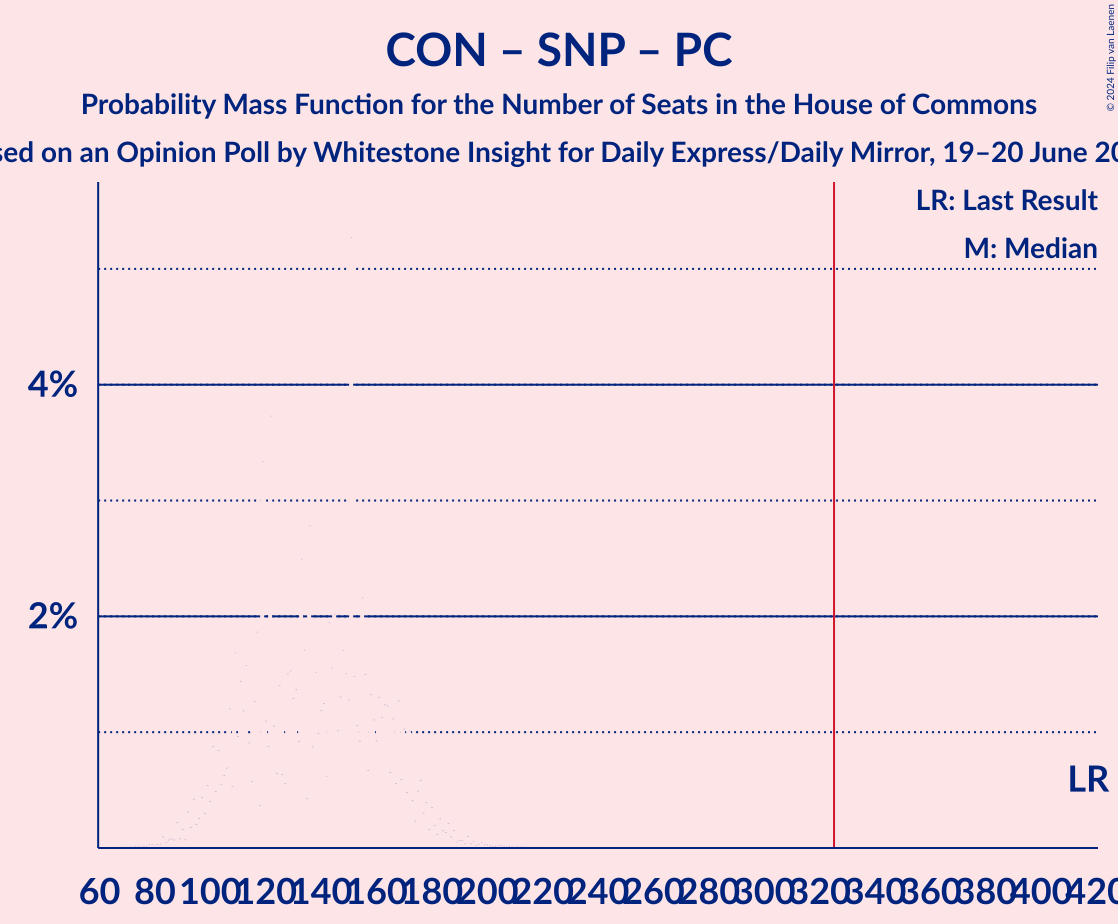 CON – SNP – PC
Probability Mass Function for the Number of Seats in the House of Commons
sed on an Opinion Poll by Whitestone Insight for Daily Express/Daily Mirror, 19–20 June 20
© 2024 Filip van Laenen
LR: Last Result
M: Median
4%
2%
LR
60 80 100 120 140 160 180 200 220 240 260 280 300 320 340 360 380 400 420